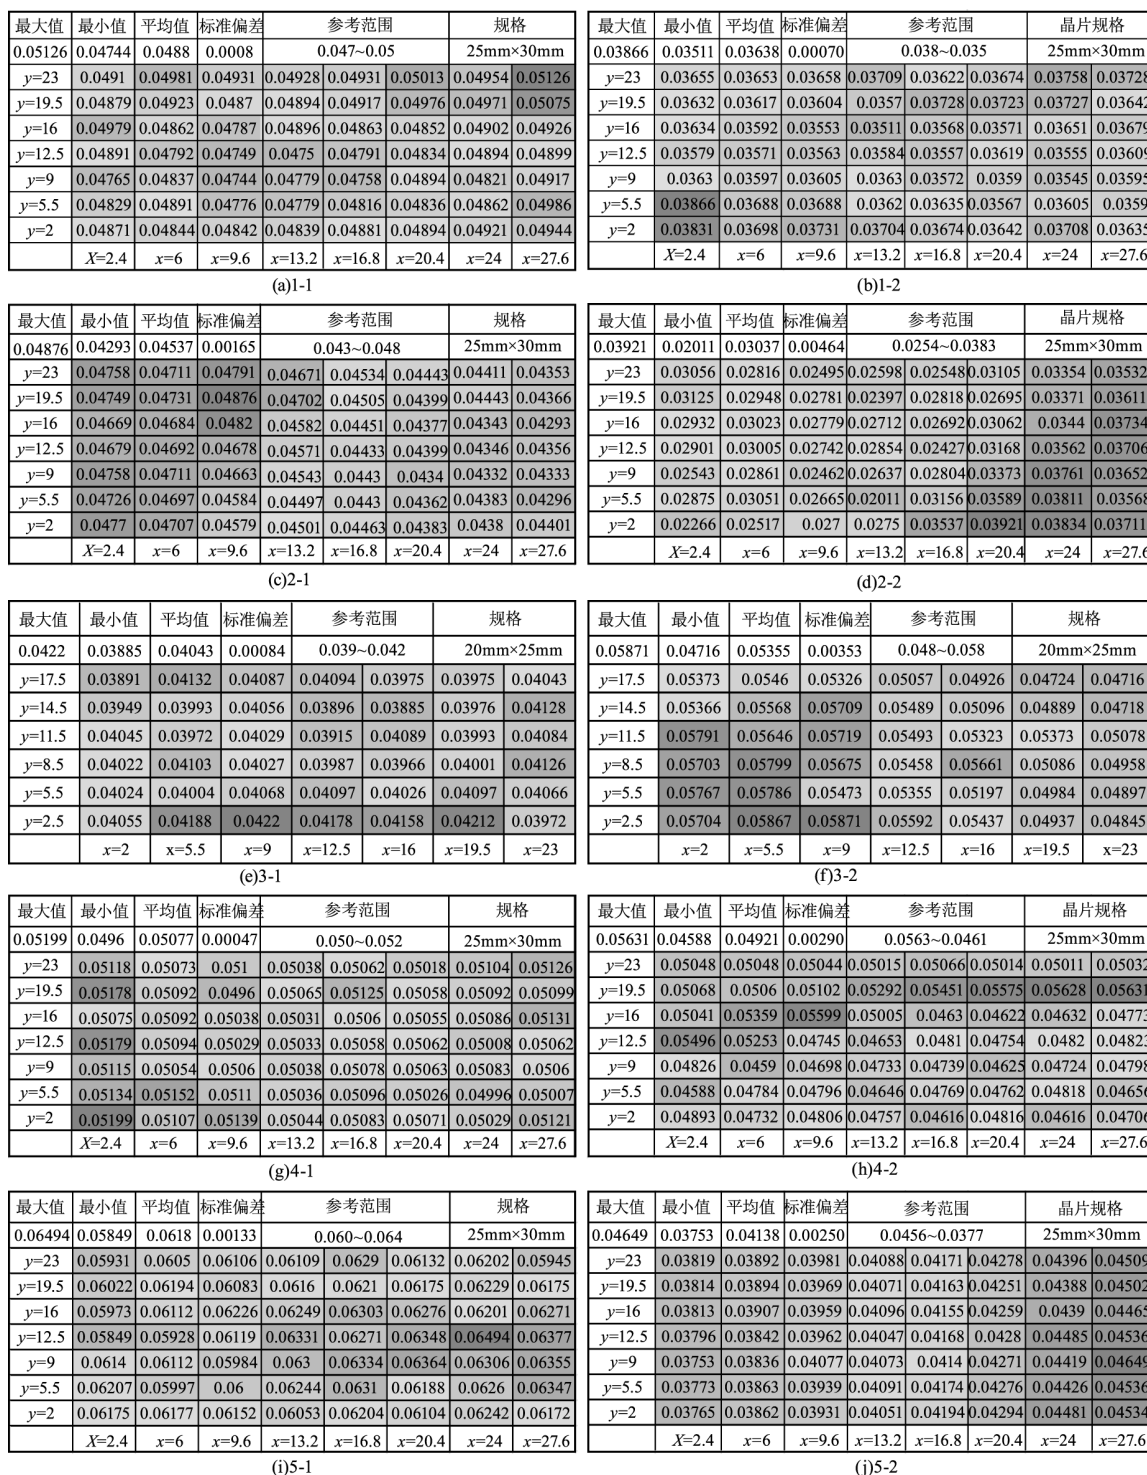 最大值 最小值 平均值 标准偏差 参考范围 规格
0.05126 0.04744 0.0488 0.0008 0.047~0.05 25mm×30mm
y=23 0.0491 0.04981 0.04931 0.04928 0.04931 0.05013 0.04954 0.05126
y=19.5 0.04879 0.04923 0.0487 0.04894 0.04917 0.04976 0.04971 0.05075
y=16 0.04979 0.04862 0.04787 0.04896 0.04863 0.04852 0.04902 0.04926
y=12.5 0.04891 0.04792 0.04749 0.0475 0.04791 0.04834 0.04894 0.04899
y=9 0.04765 0.04837 0.04744 0.04779 0.04758 0.04894 0.04821 0.04917
y=5.5 0.04829 0.04891 0.04776 0.04779 0.04816 0.04836 0.04862 0.04986
y=2 0.04871 0.04844 0.04842 0.04839 0.04881 0.04894 0.04921 0.04944
X=2.4 x=6 x=9.6 x=13.2 x=16.8 x=20.4 x=24 x=27.6
(a)1-1
最大值 最小值 平均值 标准偏差 参考范围 晶片规格
0.03866 0.03511 0.03638 0.00070 0.038~0.035 25mm×30mm
y=23 0.03655 0.03653 0.03658 0.03709 0.03622 0.03674 0.03758 0.03728
y=19.5 0.03632 0.03617 0.03604 0.0357 0.03728 0.03723 0.03727 0.03642
y=16 0.03634 0.03592 0.03553 0.03511 0.03568 0.03571 0.03651 0.03679
y=12.5 0.03579 0.03571 0.03563 0.03584 0.03557 0.03619 0.03555 0.03609
y=9 0.0363 0.03597 0.03605 0.0363 0.03572 0.0359 0.03545 0.03595
y=5.5 0.03866 0.03688 0.03688 0.0362 0.03635 0.03567 0.03605 0.0359
y=2 0.03831 0.03698 0.03731 0.03704 0.03674 0.03642 0.03708 0.03635
X=2.4 x=6 x=9.6 x=13.2 x=16.8 x=20.4 x=24 x=27.6
(b)1-2
最大值 最小值 平均值 标准偏差 参考范围 规格
0.04876 0.04293 0.04537 0.00165 0.043~0.048 25mm×30mm
y=23 0.04758 0.04711 0.04791 0.04671 0.04534 0.04443 0.04411 0.04353
y=19.5 0.04749 0.04731 0.04876 0.04702 0.04505 0.04399 0.04443 0.04366
y=16 0.04669 0.04684 0.0482 0.04582 0.04451 0.04377 0.04343 0.04293
y=12.5 0.04679 0.04692 0.04678 0.04571 0.04433 0.04399 0.04346 0.04356
y=9 0.04758 0.04711 0.04663 0.04543 0.0443 0.0434 0.04332 0.04333
y=5.5 0.04726 0.04697 0.04584 0.04497 0.0443 0.04362 0.04383 0.04296
y=2 0.0477 0.04707 0.04579 0.04501 0.04463 0.04383 0.0438 0.04401
X=2.4 x=6 x=9.6 x=13.2 x=16.8 x=20.4 x=24 x=27.6
(c)2-1
最大值 最小值 平均值 标准偏差 参考范围 晶片规格
0.03921 0.02011 0.03037 0.00464 0.0254~0.0383 25mm×30mm
y=23 0.03056 0.02816 0.02495 0.02598 0.02548 0.03105 0.03354 0.03532
y=19.5 0.03125 0.02948 0.02781 0.02397 0.02818 0.02695 0.03371 0.03611
y=16 0.02932 0.03023 0.02779 0.02712 0.02692 0.03062 0.0344 0.03734
y=12.5 0.02901 0.03005 0.02742 0.02854 0.02427 0.03168 0.03562 0.03706
y=9 0.02543 0.02861 0.02462 0.02637 0.02804 0.03373 0.03761 0.03652
y=5.5 0.02875 0.03051 0.02665 0.02011 0.03156 0.03589 0.03811 0.03568
y=2 0.02266 0.02517 0.027 0.0275 0.03537 0.03921 0.03834 0.03711
X=2.4 x=6 x=9.6 x=13.2 x=16.8 x=20.4 x=24 x=27.6
(d)2-2
最大值 最小值 平均值 标准偏差 参考范围 规格
0.0422 0.03885 0.04043 0.00084 0.039~0.042 20mm×25mm
y=17.5 0.03891 0.04132 0.04087 0.04094 0.03975 0.03975 0.04043
y=14.5 0.03949 0.03993 0.04056 0.03896 0.03885 0.03976 0.04128
y=11.5 0.04045 0.03972 0.04029 0.03915 0.04089 0.03993 0.04084
y=8.5 0.04022 0.04103 0.04027 0.03987 0.03966 0.04001 0.04126
y=5.5 0.04024 0.04004 0.04068 0.04097 0.04026 0.04097 0.04066
y=2.5 0.04055 0.04188 0.0422 0.04178 0.04158 0.04212 0.03972
x=2 x=5.5 x=9 x=12.5 x=16 x=19.5 x=23
(e)3-1
最大值 最小值 平均值 标准偏差 参考范围 规格
0.05871 0.04716 0.05355 0.00353 0.048~0.058 20mm×25mm
y=17.5 0.05373 0.0546 0.05326 0.05057 0.04926 0.04724 0.04716
y=14.5 0.05366 0.05568 0.05709 0.05489 0.05096 0.04889 0.04718
y=11.5 0.05791 0.05646 0.05719 0.05493 0.05323 0.05373 0.05078
y=8.5 0.05703 0.05799 0.05675 0.05458 0.05661 0.05086 0.04958
y=5.5 0.05767 0.05786 0.05473 0.05355 0.05197 0.04984 0.04897
y=2.5 0.05704 0.05867 0.05871 0.05592 0.05437 0.04937 0.04845
x=2 x=5.5 x=9 x=12.5 x=16 x=19.5 x=23
(f)3-2
最大值 最小值 平均值 标准偏差 参考范围 规格
0.05199 0.0496 0.05077 0.00047 0.050~0.052 25mm×30mm
y=23 0.05118 0.05073 0.051 0.05038 0.05062 0.05018 0.05104 0.05126
y=19.5 0.05178 0.05092 0.0496 0.05065 0.05125 0.05058 0.05092 0.05099
y=16 0.05075 0.05092 0.05038 0.05031 0.0506 0.05055 0.05086 0.05131
y=12.5 0.05179 0.05094 0.05029 0.05033 0.05058 0.05062 0.05008 0.05062
y=9 0.05115 0.05054 0.0506 0.05038 0.05078 0.05063 0.05083 0.0506
y=5.5 0.05134 0.05152 0.0511 0.05036 0.05096 0.05026 0.04996 0.05007
y=2 0.05199 0.05107 0.05139 0.05044 0.05083 0.05071 0.05029 0.05121
X=2.4 x=6 x=9.6 x=13.2 x=16.8 x=20.4 x=24 x=27.6
(g)4-1
最大值 最小值 平均值 标准偏差 参考范围 晶片规格
0.05631 0.04588 0.04921 0.00290 0.0563~0.0461 25mm×30mm
y=23 0.05048 0.05048 0.05044 0.05015 0.05066 0.05014 0.05011 0.05032
y=19.5 0.05068 0.0506 0.05102 0.05292 0.05451 0.05575 0.05628 0.05631
y=16 0.05041 0.05359 0.05599 0.05005 0.0463 0.04622 0.04632 0.04773
y=12.5 0.05496 0.05253 0.04745 0.04653 0.0481 0.04754 0.0482 0.04823
y=9 0.04826 0.0459 0.04698 0.04733 0.04739 0.04625 0.04724 0.04798
y=5.5 0.04588 0.04784 0.04796 0.04646 0.04769 0.04762 0.04818 0.04656
y=2 0.04893 0.04732 0.04806 0.04757 0.04616 0.04816 0.04616 0.04706
X=2.4 x=6 x=9.6 x=13.2 x=16.8 x=20.4 x=24 x=27.6
(h)4-2
最大值 最小值 平均值 标准偏差 参考范围 规格
0.06494 0.05849 0.0618 0.00133 0.060~0.064 25mm×30mm
y=23 0.05931 0.0605 0.06106 0.06109 0.0629 0.06132 0.06202 0.05945
y=19.5 0.06022 0.06194 0.06083 0.0616 0.0621 0.06175 0.06229 0.06175
y=16 0.05973 0.06112 0.06226 0.06249 0.06303 0.06276 0.06201 0.06271
y=12.5 0.05849 0.05928 0.06119 0.06331 0.06271 0.06348 0.06494 0.06377
y=9 0.0614 0.06112 0.05984 0.063 0.06334 0.06364 0.06306 0.06355
y=5.5 0.06207 0.05997 0.06 0.06244 0.0631 0.06188 0.0626 0.06347
y=2 0.06175 0.06177 0.06152 0.06053 0.06204 0.06104 0.06242 0.06172
X=2.4 x=6 x=9.6 x=13.2 x=16.8 x=20.4 x=24 x=27.6
(i)5-1
最大值 最小值 平均值 标准偏差 参考范围 晶片规格
0.04649 0.03753 0.04138 0.00250 0.0456~0.0377 25mm×30mm
y=23 0.03819 0.03892 0.03981 0.04088 0.04171 0.04278 0.04396 0.04509
y=19.5 0.03814 0.03894 0.03969 0.04071 0.04163 0.04251 0.04388 0.04502
y=16 0.03813 0.03907 0.03959 0.04096 0.04155 0.04259 0.0439 0.04465
y=12.5 0.03796 0.03842 0.03962 0.04047 0.04168 0.0428 0.04485 0.04536
y=9 0.03753 0.03836 0.04077 0.04073 0.0414 0.04271 0.04419 0.04649
y=5.5 0.03773 0.03863 0.03939 0.04091 0.04174 0.04276 0.04426 0.04536
y=2 0.03765 0.03862 0.03931 0.04051 0.04194 0.04294 0.04481 0.04534
X=2.4 x=6 x=9.6 x=13.2 x=16.8 x=20.4 x=24 x=27.6
(j)5-2